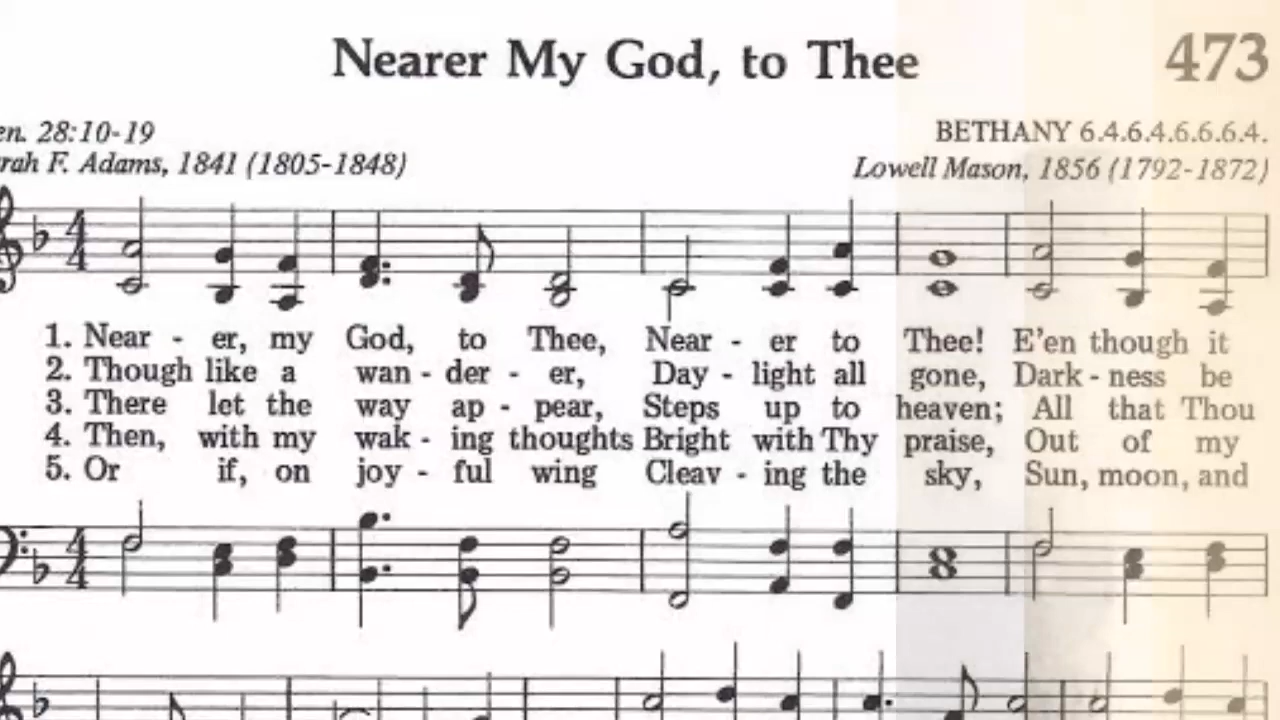 Nearer My God, to Thee 473
en. 28:10-19 BETHANY 6.4.6.4.6.6.6.4.
rah F. Adams, 1841 (1805-1848) Lowell Mason, 1856 (1792-1872)
1. Near - er, my God, to Thee, Near - er to Thee! E'en though it
2. Though like a wan - der - er, Day - light all gone, Dark - ness be
3. There let the way ap - pear, Steps up to heaven; All that Thou
4. Then, with my wak - ing thoughts Bright with Thy praise, Out of my
5. Or if, on joy - ful wing Cleav - ing the sky, Sun, moon, and